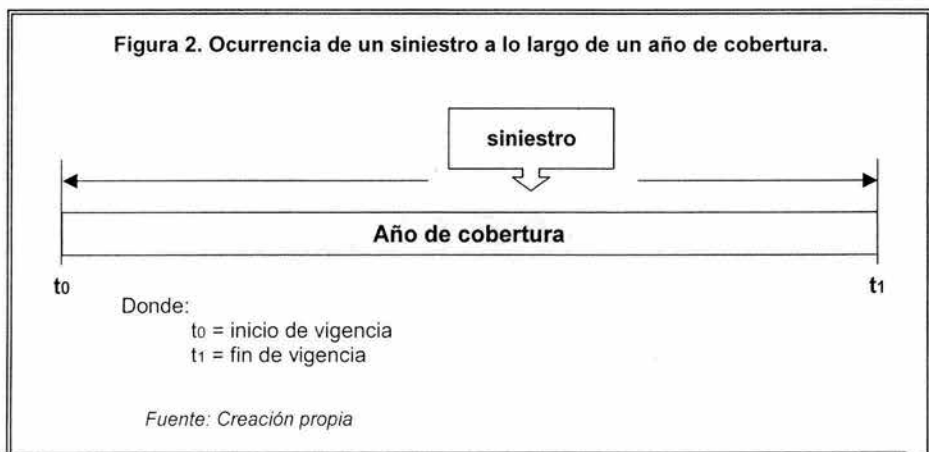 Figura 2. Ocurrencia de un siniestro a lo largo de un año de cobertura.
siniestro
Año de cobertura
t0 t1
Donde:
t0 = inicio de vigencia
t1 = fin de vigencia
Fuente: Creación propia